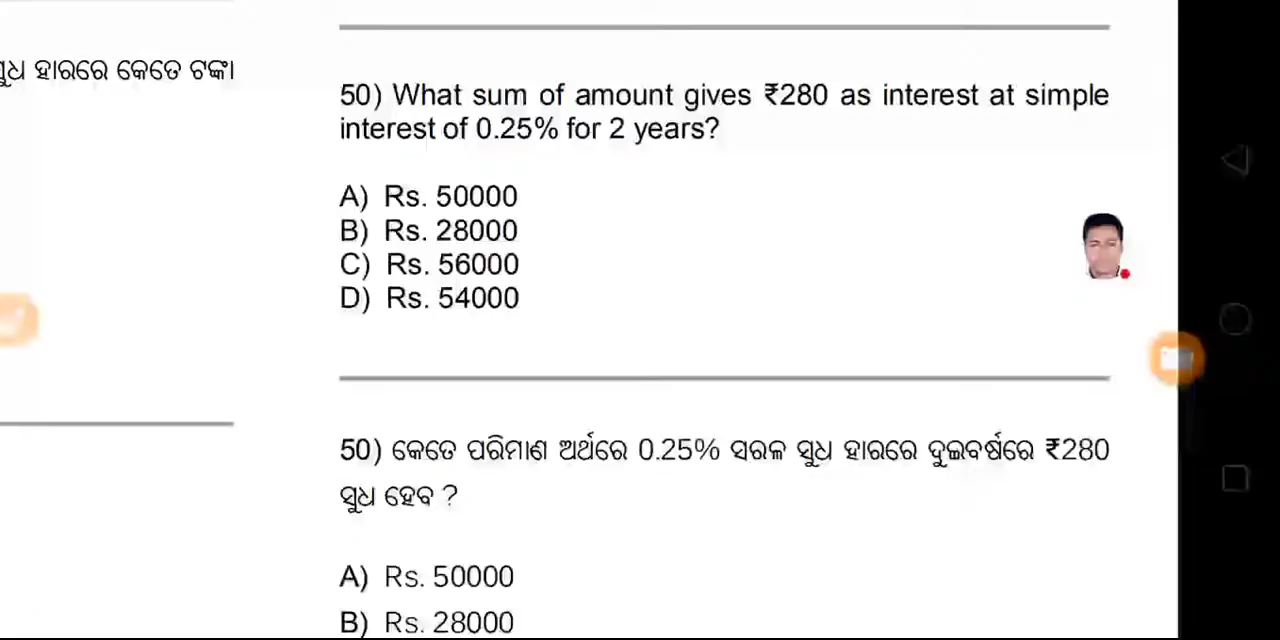 ସୁଧ ହାରରେ କେତେ ଟଙ୍କା
50) What sum of amount gives ₹280 as interest at simple
interest of 0.25% for 2 years?
A) Rs. 50000
B) Rs. 28000
C) Rs. 56000
D) Rs. 54000
50) କେତେ ପରିମାଣ ଅର୍ଥରେ 0.25% ସରଳ ସୁଧ ହାରରେ ଦୁଇବର୍ଷରେ ₹280
ସୁଧ ହେବ ?
A) Rs. 50000
B) Rs. 28000